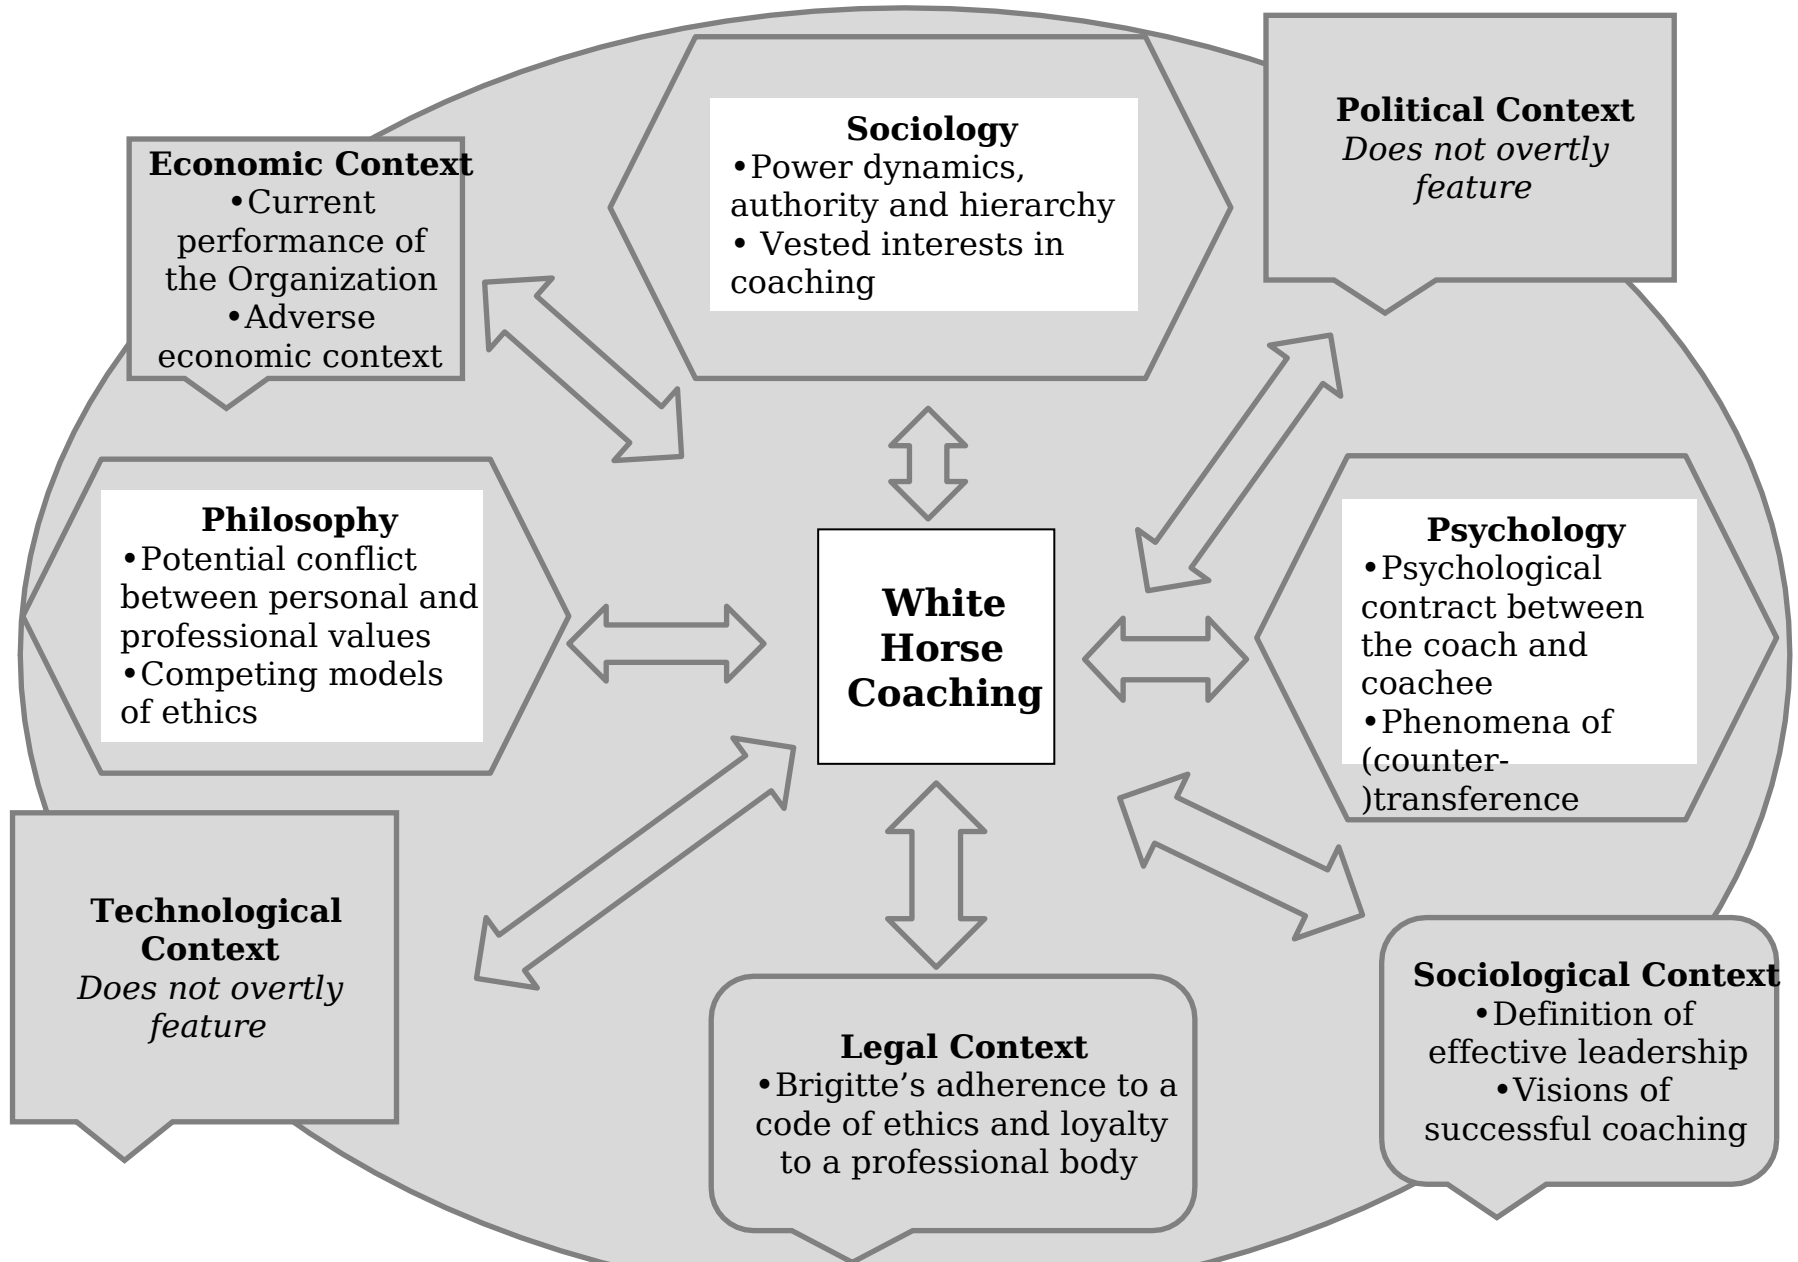 Sociology
•Power dynamics,
authority and hierarchy
• Vested interests in
coaching
Political Context
Does not overtly
feature
Economic Context
•Current
performance of
the Organization
•Adverse
economic context
Philosophy
•Potential conflict
between personal and
professional values
•Competing models
of ethics
White
Horse
Coaching
Psychology
•Psychological
contract between
the coach and
coachee
•Phenomena of
(counter-
)transference
Technological
Context
Does not overtly
feature
Legal Context
•Brigitte’s adherence to a
code of ethics and loyalty
to a professional body
Sociological Context
•Definition of
effective leadership
•Visions of
successful coaching